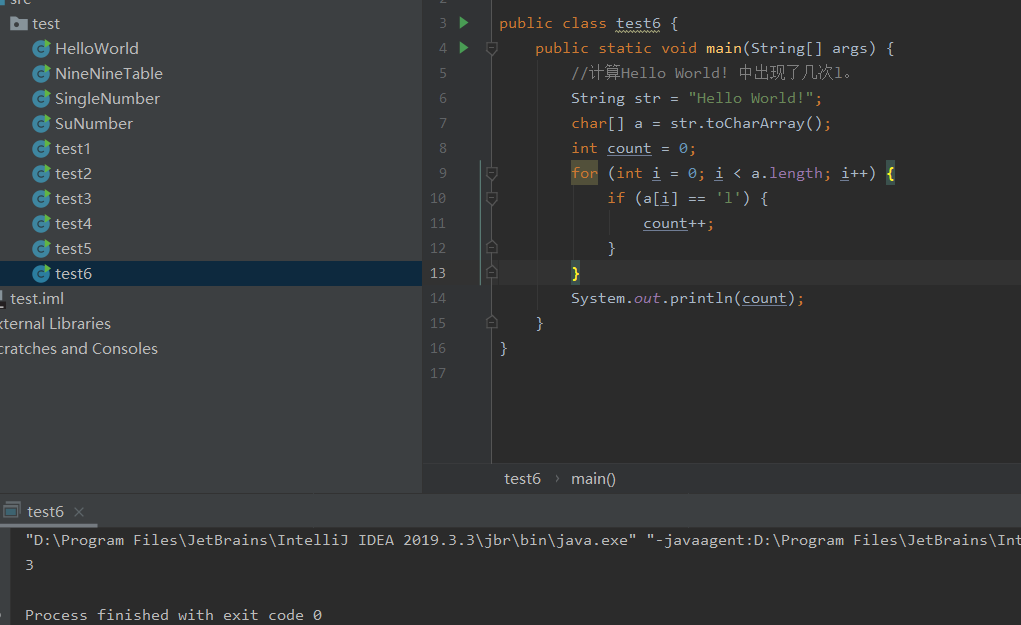 src
test
HelloWorld
NineNineTable
SingleNumber
SuNumber
test1
test2
test3
test4
test5
test6
test.iml
xternal Libraries
cratches and Consoles
2
3 public class test6 {
4 public static void main(String[] args) {
5 //计算Hello World! 中出现了几次l。
6 String str = "Hello World!";
7 char[] a = str.toCharArray();
8 int count = 0;
9 for (int i = 0; i < a.length; i++) {
10 if (a[i] == 'l') {
11 count++;
12 }
13 }
14 System.out.println(count);
15 }
16 }
17
test6 › main()
test6 ×
"D:\Program Files\JetBrains\IntelliJ IDEA 2019.3.3\jbr\bin\java.exe" "-javaagent:D:\Program Files\JetBrains\Int
3
Process finished with exit code 0